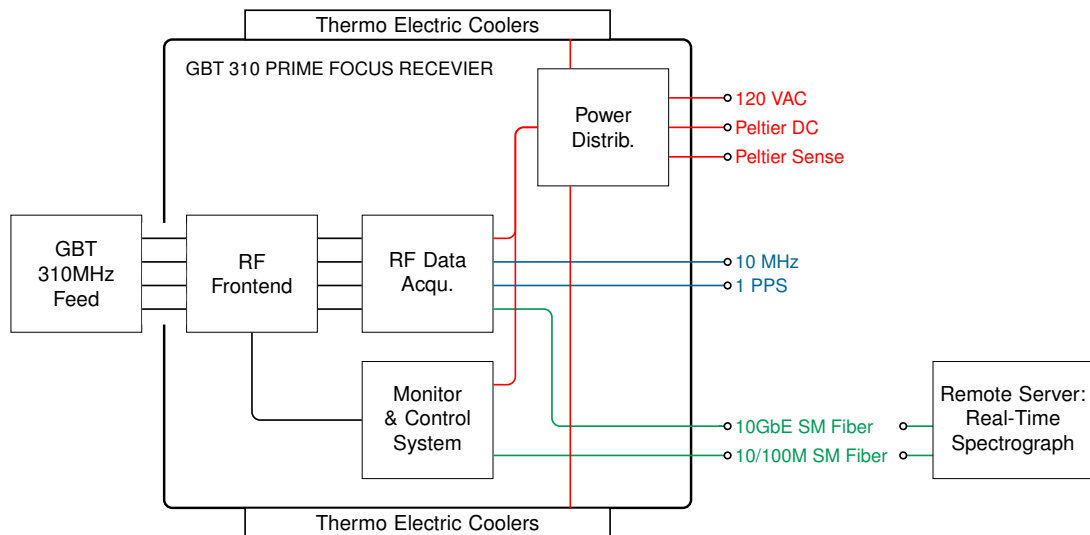 Thermo Electric Coolers
GBT 310 PRIME FOCUS RECEVIER
Power
Distrib.
120 VAC
Peltier DC
Peltier Sense
GBT
310MHz
Feed
RF
Frontend
RF Data
Acqu.
10 MHz
1 PPS
Monitor
& Control
System
10GbE SM Fiber
10/100M SM Fiber
Remote Server:
Real-Time
Spectrograph
Thermo Electric Coolers